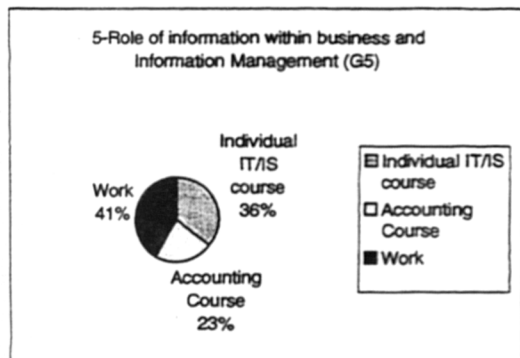 5-Role of information within business and
Information Management (G5)
Individual
IT/IS
course
36%
Work
41%
Accounting
Course
23%
Individual IT/IS
course
Accounting
Course
Work